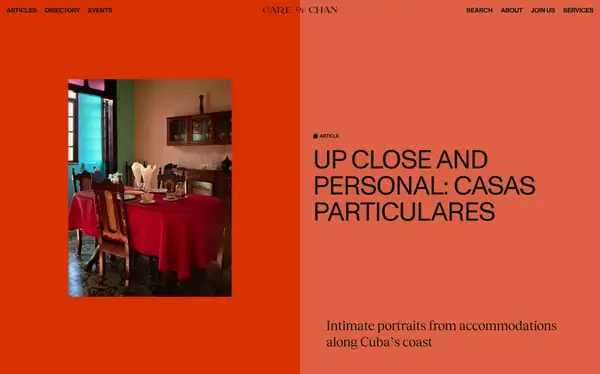 ARTICLES DIRECTORY EVENTS
CARE OF CHAN
SEARCH ABOUT JOIN US SERVICES
ARTICLE
UP CLOSE AND
PERSONAL: CASAS
PARTICULARES
Intimate portraits from accommodations
along Cuba's coast